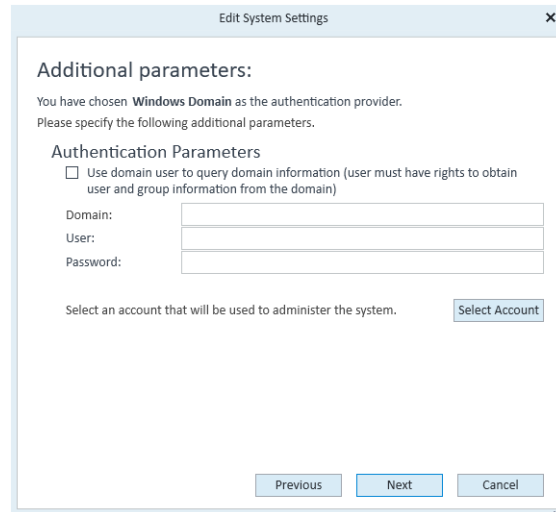 Edit System Settings
Additional parameters:
You have chosen Windows Domain as the authentication provider.
Please specify the following additional parameters.
Authentication Parameters
Use domain user to query domain information (user must have rights to obtain
user and group information from the domain)
Domain:
User:
Password:
Select an account that will be used to administer the system.
Select Account
Previous
Next
Cancel